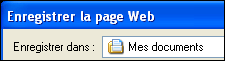 Enregistrer la page Web
Enregistrer dans : Mes documents